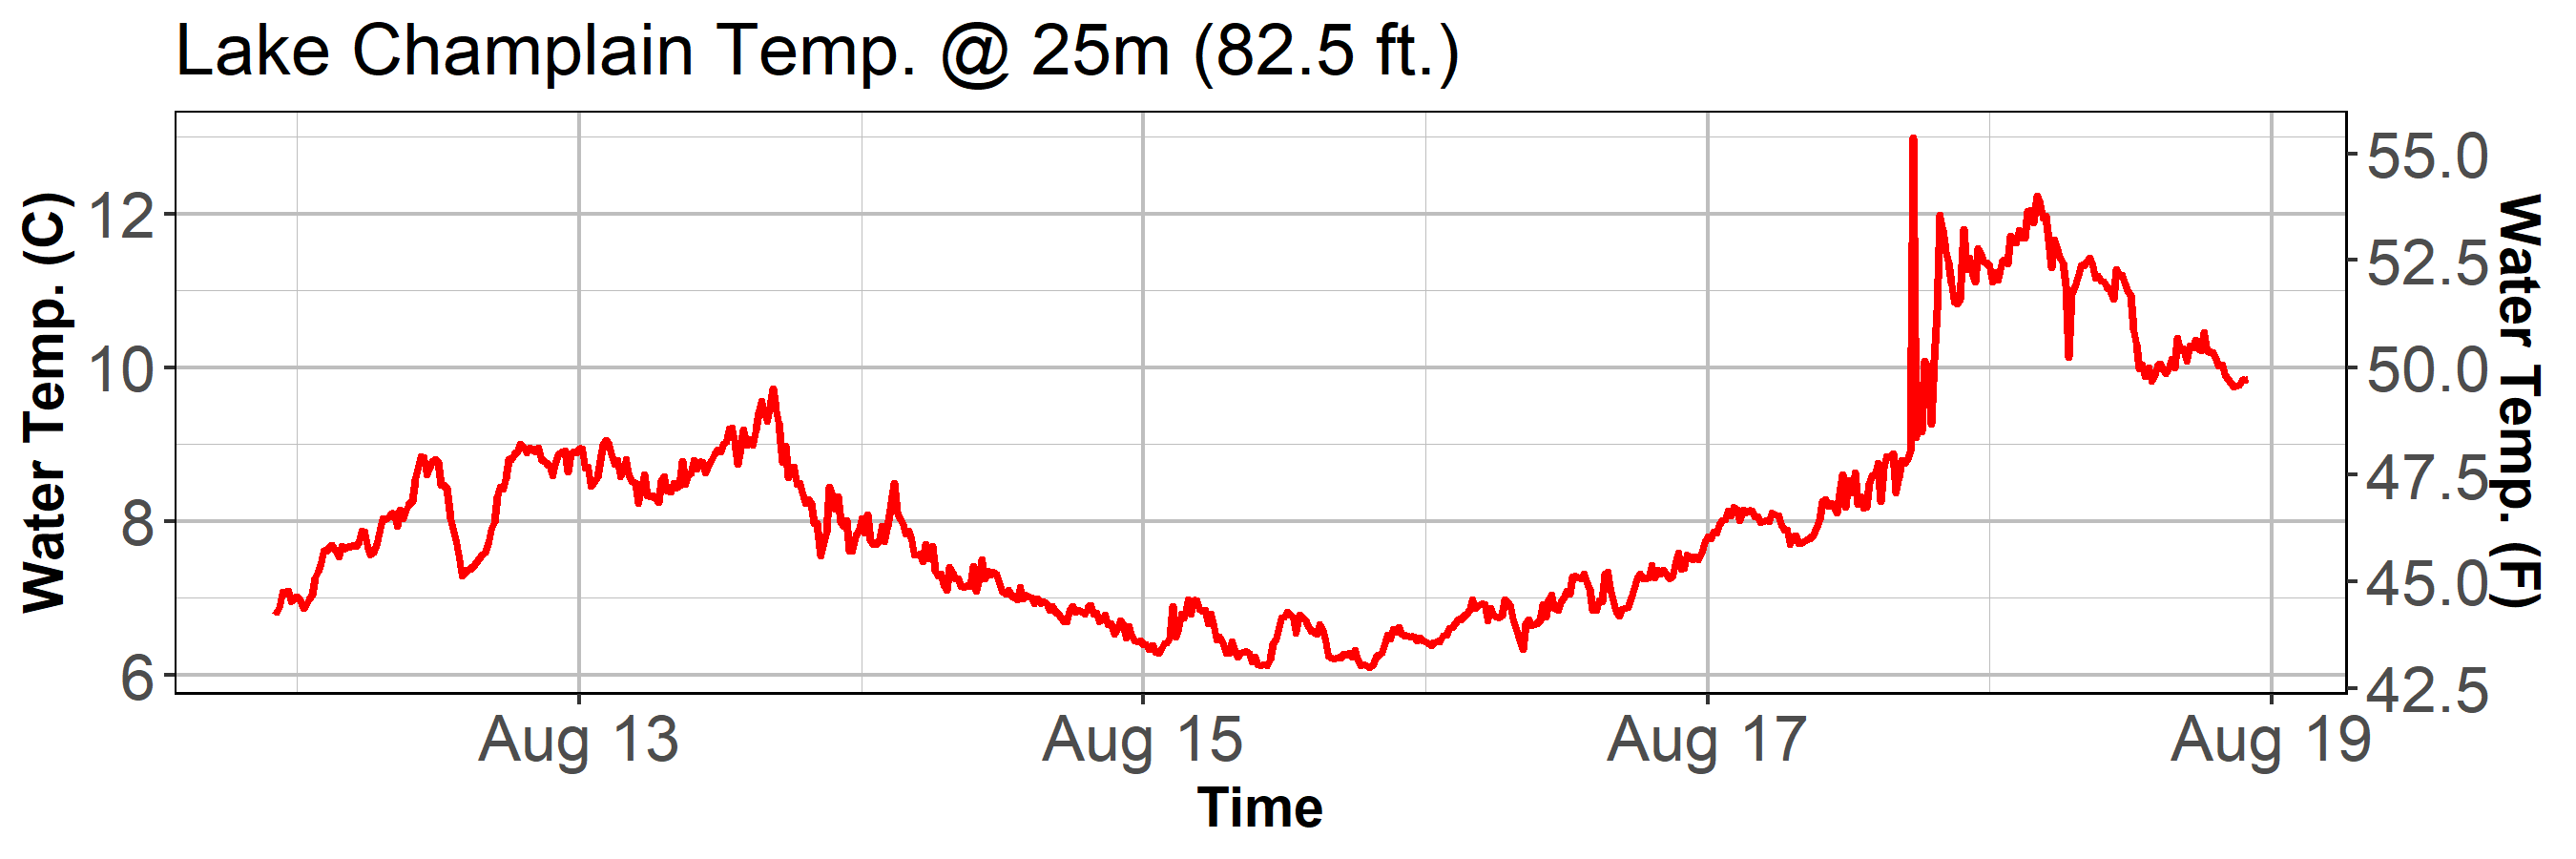 Lake Champlain Temp. @ 25m (82.5 ft.)
Water Temp. (C)
12
10
8
6
55.0
52.5
50.0
47.5
45.0
42.5
Water Temp. (F)
Aug 13
Aug 15
Aug 17
Aug 19
Time